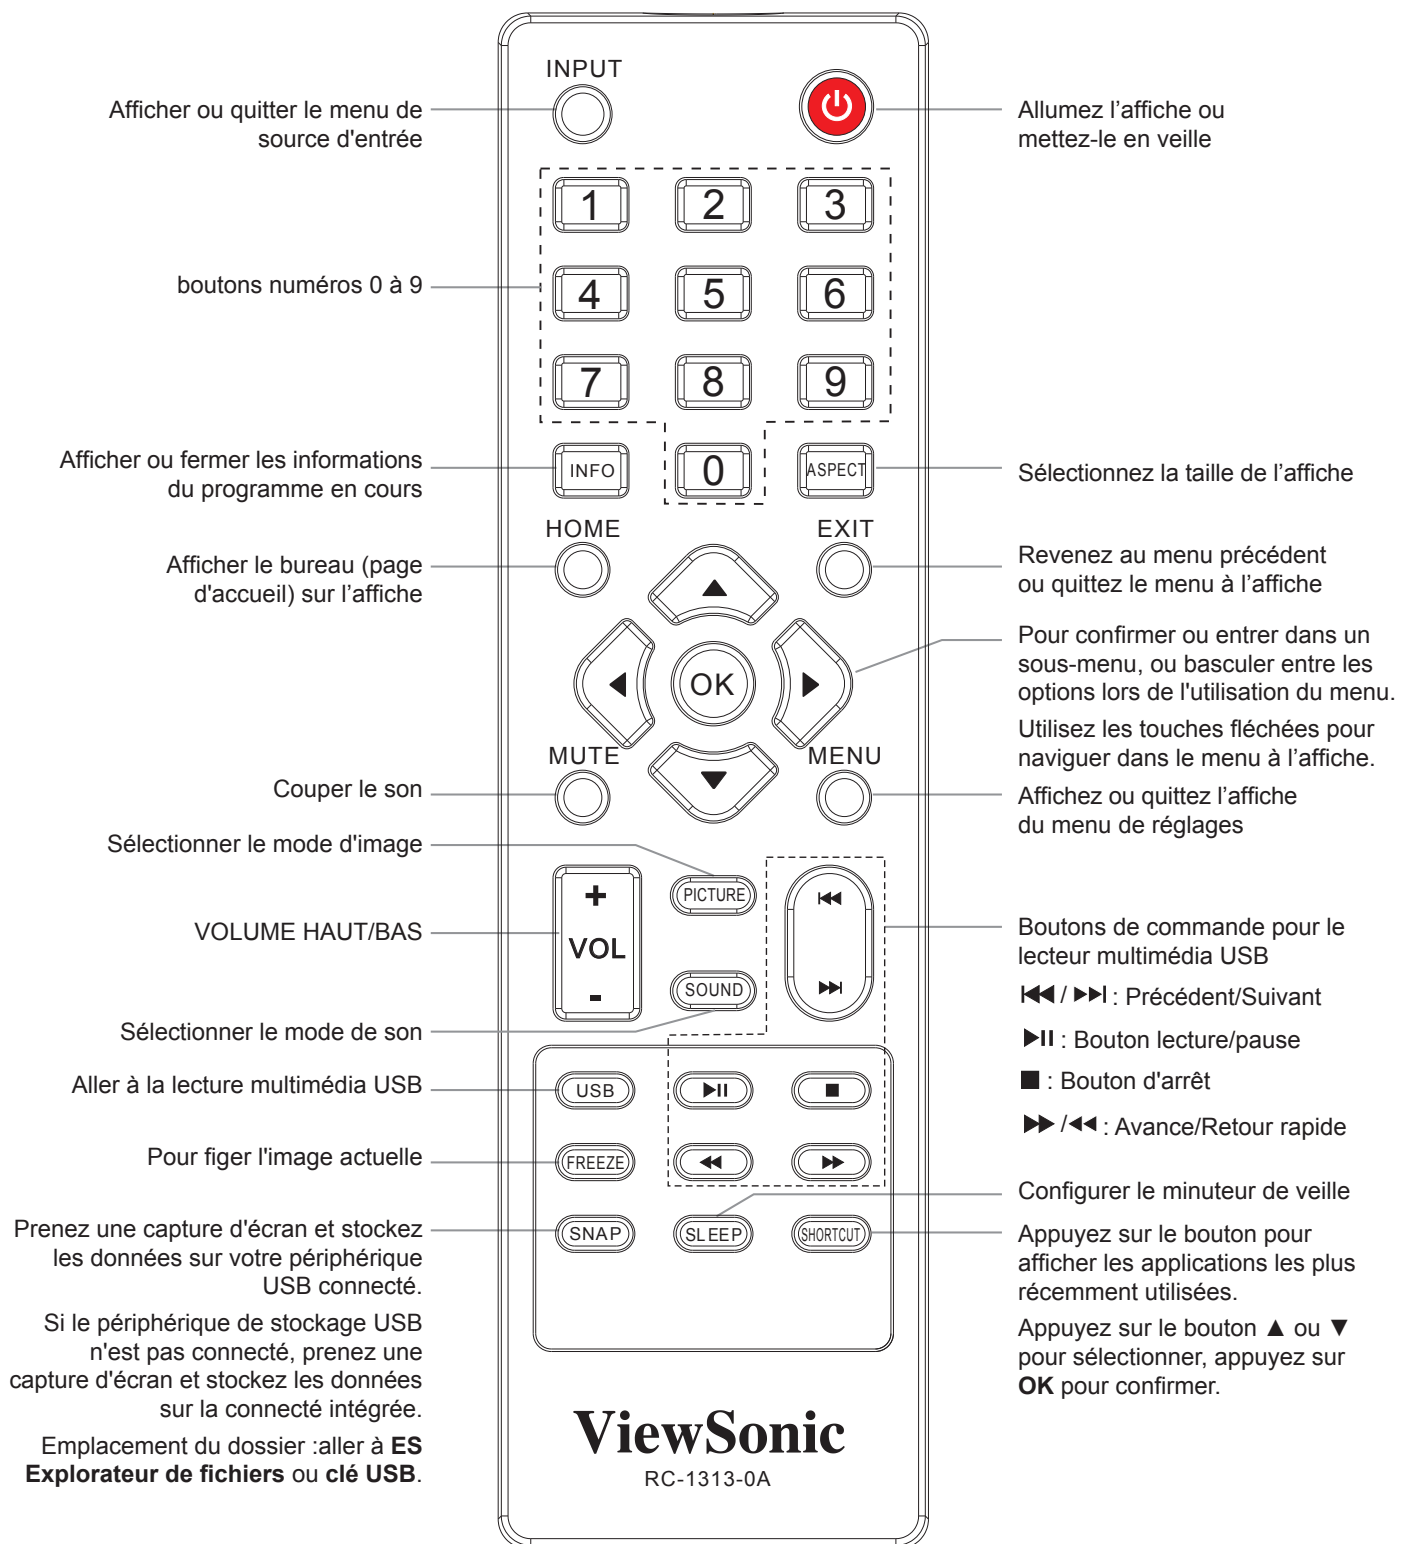 INPUT
Afficher ou quitter le menu de
source d'entrée
Allumez l’affiche ou
mettez-le en veille
1 2 3
boutons numéros 0 à 9
4 5 6
7 8 9
Afficher ou fermer les informations
du programme en cours
INFO 0 ASPECT
Sélectionnez la taille de l’affiche
HOME EXIT
Afficher le bureau (page
d'accueil) sur l’affiche
Revenez au menu précédent
ou quittez le menu à l’affiche
OK
Pour confirmer ou entrer dans un
sous-menu, ou basculer entre les
options lors de l'utilisation du menu.
Utilisez les touches fléchées pour
naviguer dans le menu à l’affiche.
MUTE MENU
Couper le son
Affichez ou quittez l’affiche
du menu de réglages
Sélectionner le mode d'image
PICTURE
VOLUME HAUT/BAS
+
VOL
-
Boutons de commande pour le
lecteur multimédia USB
⏮ / ⏭ : Précédent/Suivant
SOUND
Sélectionner le mode de son
▶II : Bouton lecture/pause
Aller à la lecture multimédia USB
USB
■ : Bouton d'arrêt
▶▶ /◀◀ : Avance/Retour rapide
Pour figer l'image actuelle
FREEZE
Configurer le minuteur de veille
Prenez une capture d'écran et stockez
les données sur votre périphérique
USB connecté.
SNAP SLEEP SHORTCUT
Appuyez sur le bouton pour
afficher les applications les plus
récemment utilisées.
Si le périphérique de stockage USB
n'est pas connecté, prenez une
capture d'écran et stockez les données
sur la connecté intégrée.
Appuyez sur le bouton ▲ ou ▼
pour sélectionner, appuyez sur
OK pour confirmer.
Emplacement du dossier :aller à ES
Explorateur de fichiers ou clé USB.
ViewSonic
RC-1313-0A